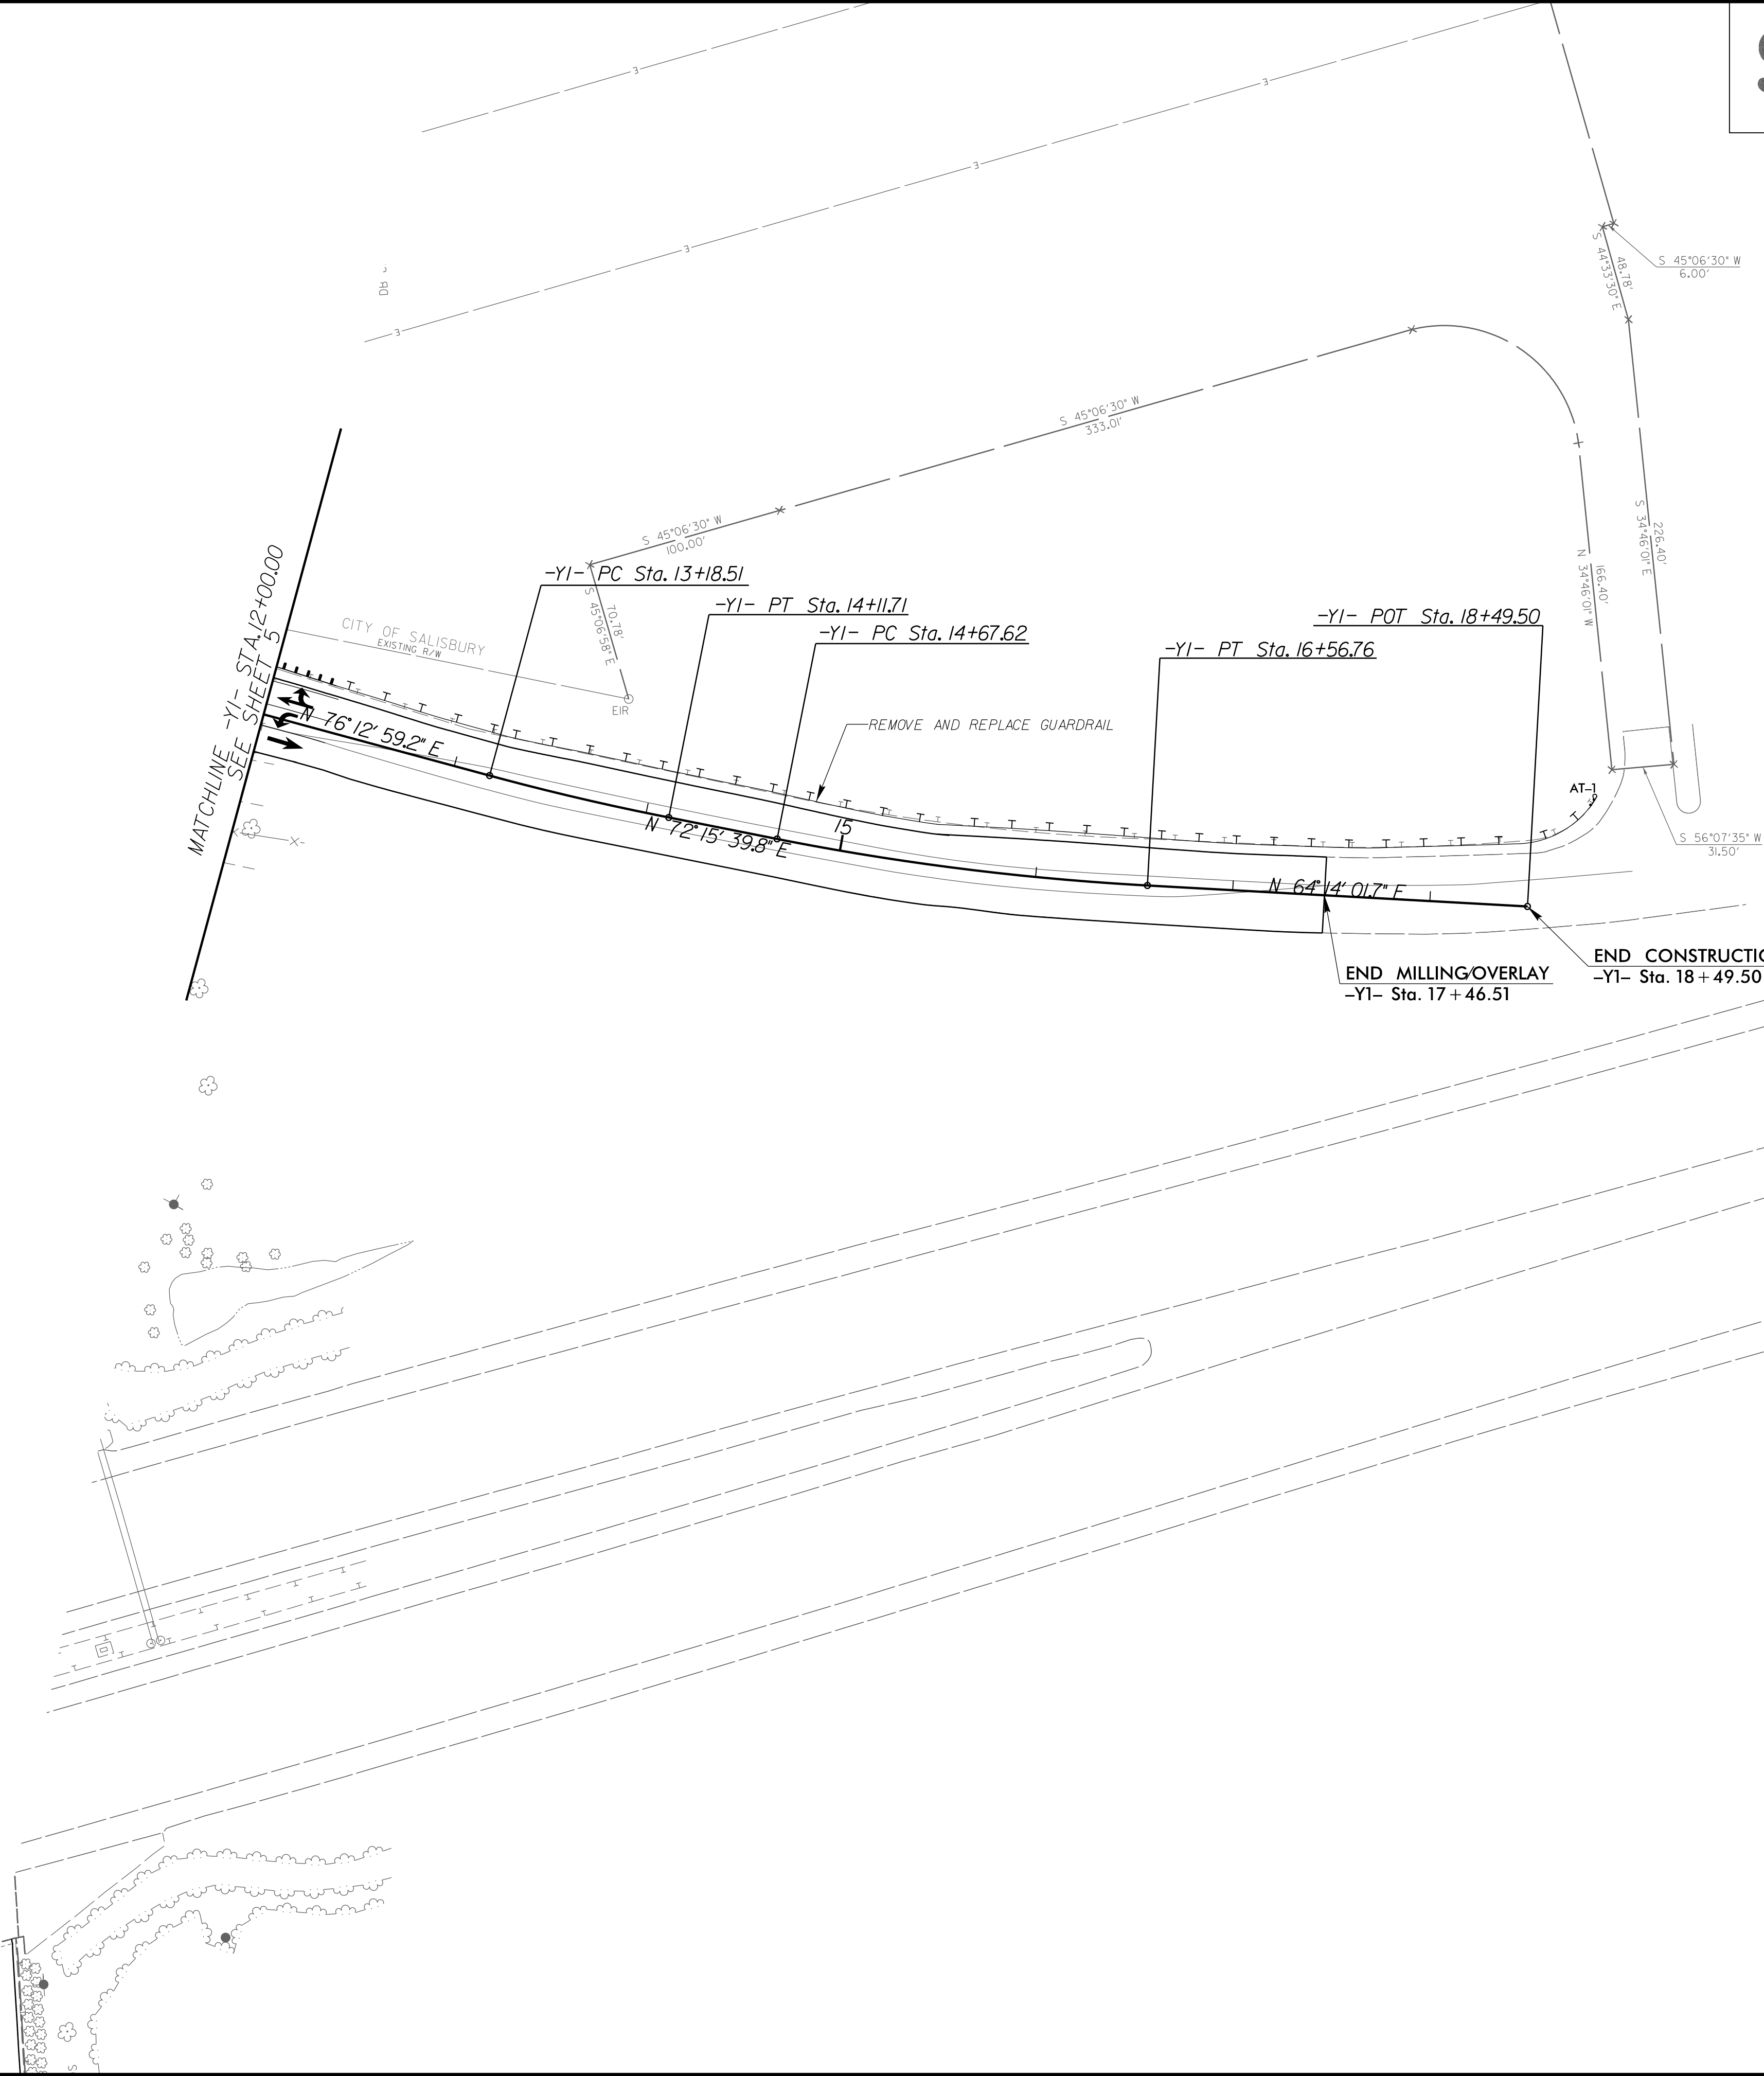 S 45°06'30" W
6.00'
48.78'
S 44°33'30" E
S 45°06'30" W
333.01'
S 45°06'30" W
100.00'
70.78'
S 45°06'58" E
226.40'
S 34°46'01" E
166.40'
N 34°46'01" W
MATCHLINE -Y1- STA.12+00.00
SEE SHEET 5
CITY OF SALISBURY
EXISTING R/W
EIR
-Y1- PC Sta. 13+18.51
-Y1- PT Sta. 14+11.71
-Y1- PC Sta. 14+67.62
-Y1- PT Sta. 16+56.76
-Y1- POT Sta. 18+49.50
REMOVE AND REPLACE GUARDRAIL
N 76° 12' 59.2" E
N 72° 15' 39.8" E
15
N 64° 14' 01.7" E
AT-1
S 56°07'35" W
31.50'
END MILLING/OVERLAY
-Y1- Sta. 17+46.51
END CONSTRUCTIO
-Y1- Sta. 18+49.50